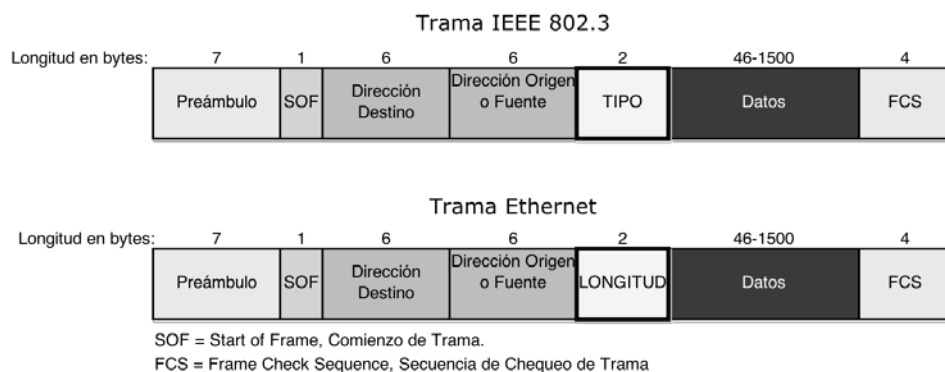 Trama IEEE 802.3
Longitud en bytes: 7 1 6 6 2 46-1500 4
Preámbulo SOF Dirección Destino Dirección Origen o Fuente TIPO Datos FCS
Trama Ethernet
Longitud en bytes: 7 1 6 6 2 46-1500 4
Preámbulo SOF Dirección Destino Dirección Origen o Fuente LONGITUD Datos FCS
SOF = Start of Frame, Comienzo de Trama.
FCS = Frame Check Sequence, Secuencia de Chequeo de Trama